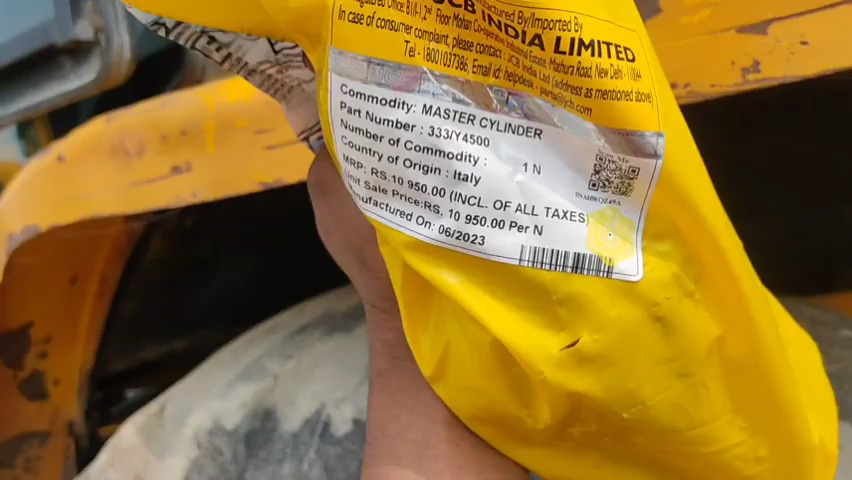 Manufactured By/Imported By
JCB INDIA LIMITED
Registered Office: B1/I-1, 2nd Floor Mohan Co-operative Industrial Estate, Mathura Road, New Delhi - 110044
In case of consumer complaint, please contact : JCB India Ltd (address as mentioned above)
Tel - 18001037386, Email id: helpdesk - parts@jcb.com
Commodity: MASTER CYLINDER
Part Number : 333/Y4500
Number of Commodity : 1 N
Country of Origin : Italy
MRP: RS.10 950.00 (INCL. OF ALL TAXES)
Unit Sale Price:RS. 10 950.00 Per N
Manufactured On: 06/2023